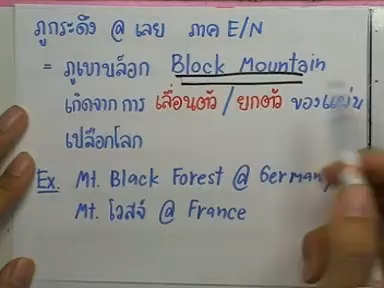 ภูกระดึง @ เลย ภาค E/N
= ภูเขาบล็อก Block Mountain
เกิดจากการ เลื่อนตัว / ยกตัว ของแผ่น
เปลือกโลก
Ex. Mt. Black Forest @ Germany
Mt. โวสจ์ @ France